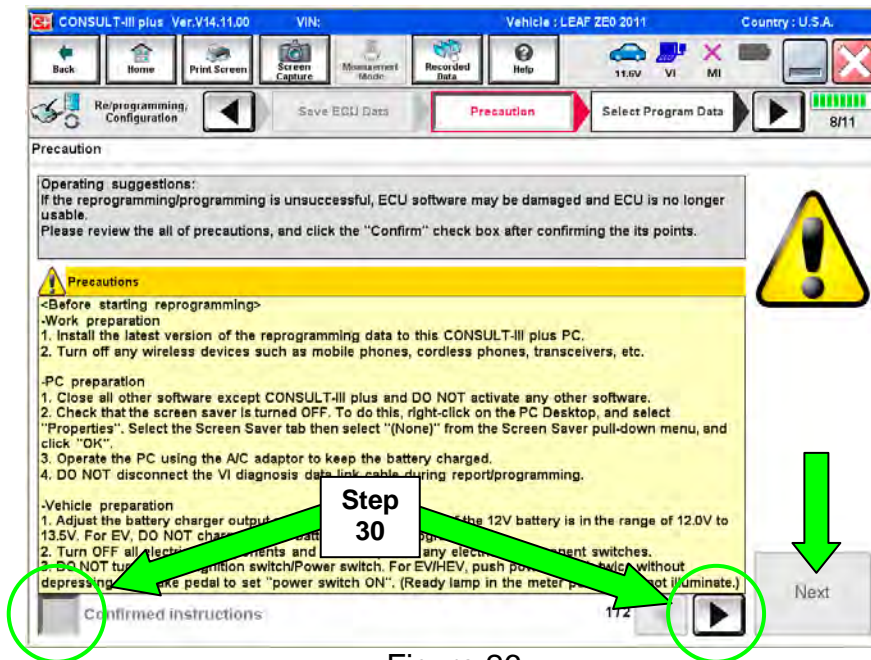 CONSULT-III plus Ver.V14.11.00 VIN: Vehicle : LEAF ZE0 2011 Country : U.S.A.
Back Home Print Screen Screen Capture Measurement Mode Recorded Data Help 11.6V VI MI
Re/programming, Configuration Save ECU Data Precaution Select Program Data 8/11
Precaution
Operating suggestions:
If the reprogramming/programming is unsuccessful, ECU software may be damaged and ECU is no longer
usable.
Please review the all of precautions, and click the "Confirm" check box after confirming the its points.
Precautions
<Before starting reprogramming>
-Work preparation
1. Install the latest version of the reprogramming data to this CONSULT-III plus PC.
2. Turn off any wireless devices such as mobile phones, cordless phones, transceivers, etc.
-PC preparation
1. Close all other software except CONSULT-III plus and DO NOT activate any other software.
2. Check that the screen saver is turned OFF. To do this, right-click on the PC Desktop, and select
"Properties". Select the Screen Saver tab then select "(None)" from the Screen Saver pull-down menu, and
click "OK".
3. Operate the PC using the A/C adaptor to keep the battery charged.
4. DO NOT disconnect the VI diagnosis data link cable during report/programming.
-Vehicle preparation
1. Adjust the battery charger output the 12V battery is in the range of 12.0V to
13.5V. For EV, DO NOT
2. Turn OFF all and any switches.
3. DO NOT switch/Power switch. For EV/HEV, push twice without
pedal to set "power switch ON". (Ready lamp in the meter not illuminate.)
Step
30
Confirmed instructions 1/2
Next